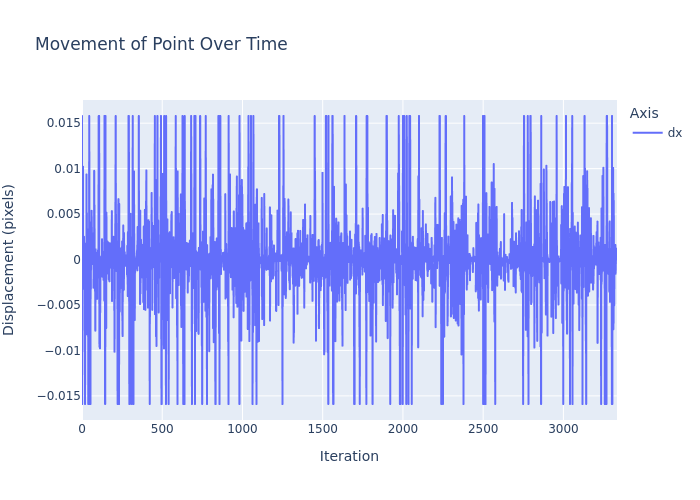 Movement of Point Over Time
Axis
dx
0.015
0.01
0.005
0
−0.005
−0.01
−0.015
Displacement (pixels)
0
500
1000
1500
2000
2500
3000
Iteration